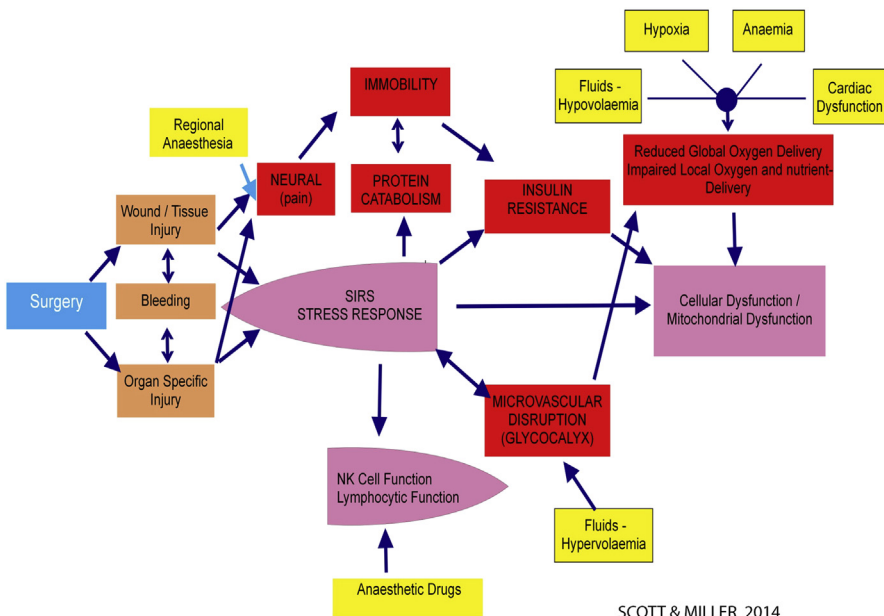 Hypoxia
Anaemia
Fluids -
Hypovolaemia
Cardiac
Dysfunction
IMMOBILITY
Regional
Anaesthesia
Reduced Global Oxygen Delivery
Impaired Local Oxygen and nutrient-
Delivery
NEURAL
(pain)
PROTEIN
CATABOLISM
INSULIN
RESISTANCE
Wound / Tissue
Injury
Surgery
Bleeding
SIRS
STRESS RESPONSE
Cellular Dysfunction /
Mitochondrial Dysfunction
Organ Specific
Injury
MICROVASCULAR
DISRUPTION
(GLYCOCALYX)
NK Cell Function
Lymphocytic Function
Fluids -
Hypervolaemia
Anaesthetic Drugs
SCOTT & MILLER 2014